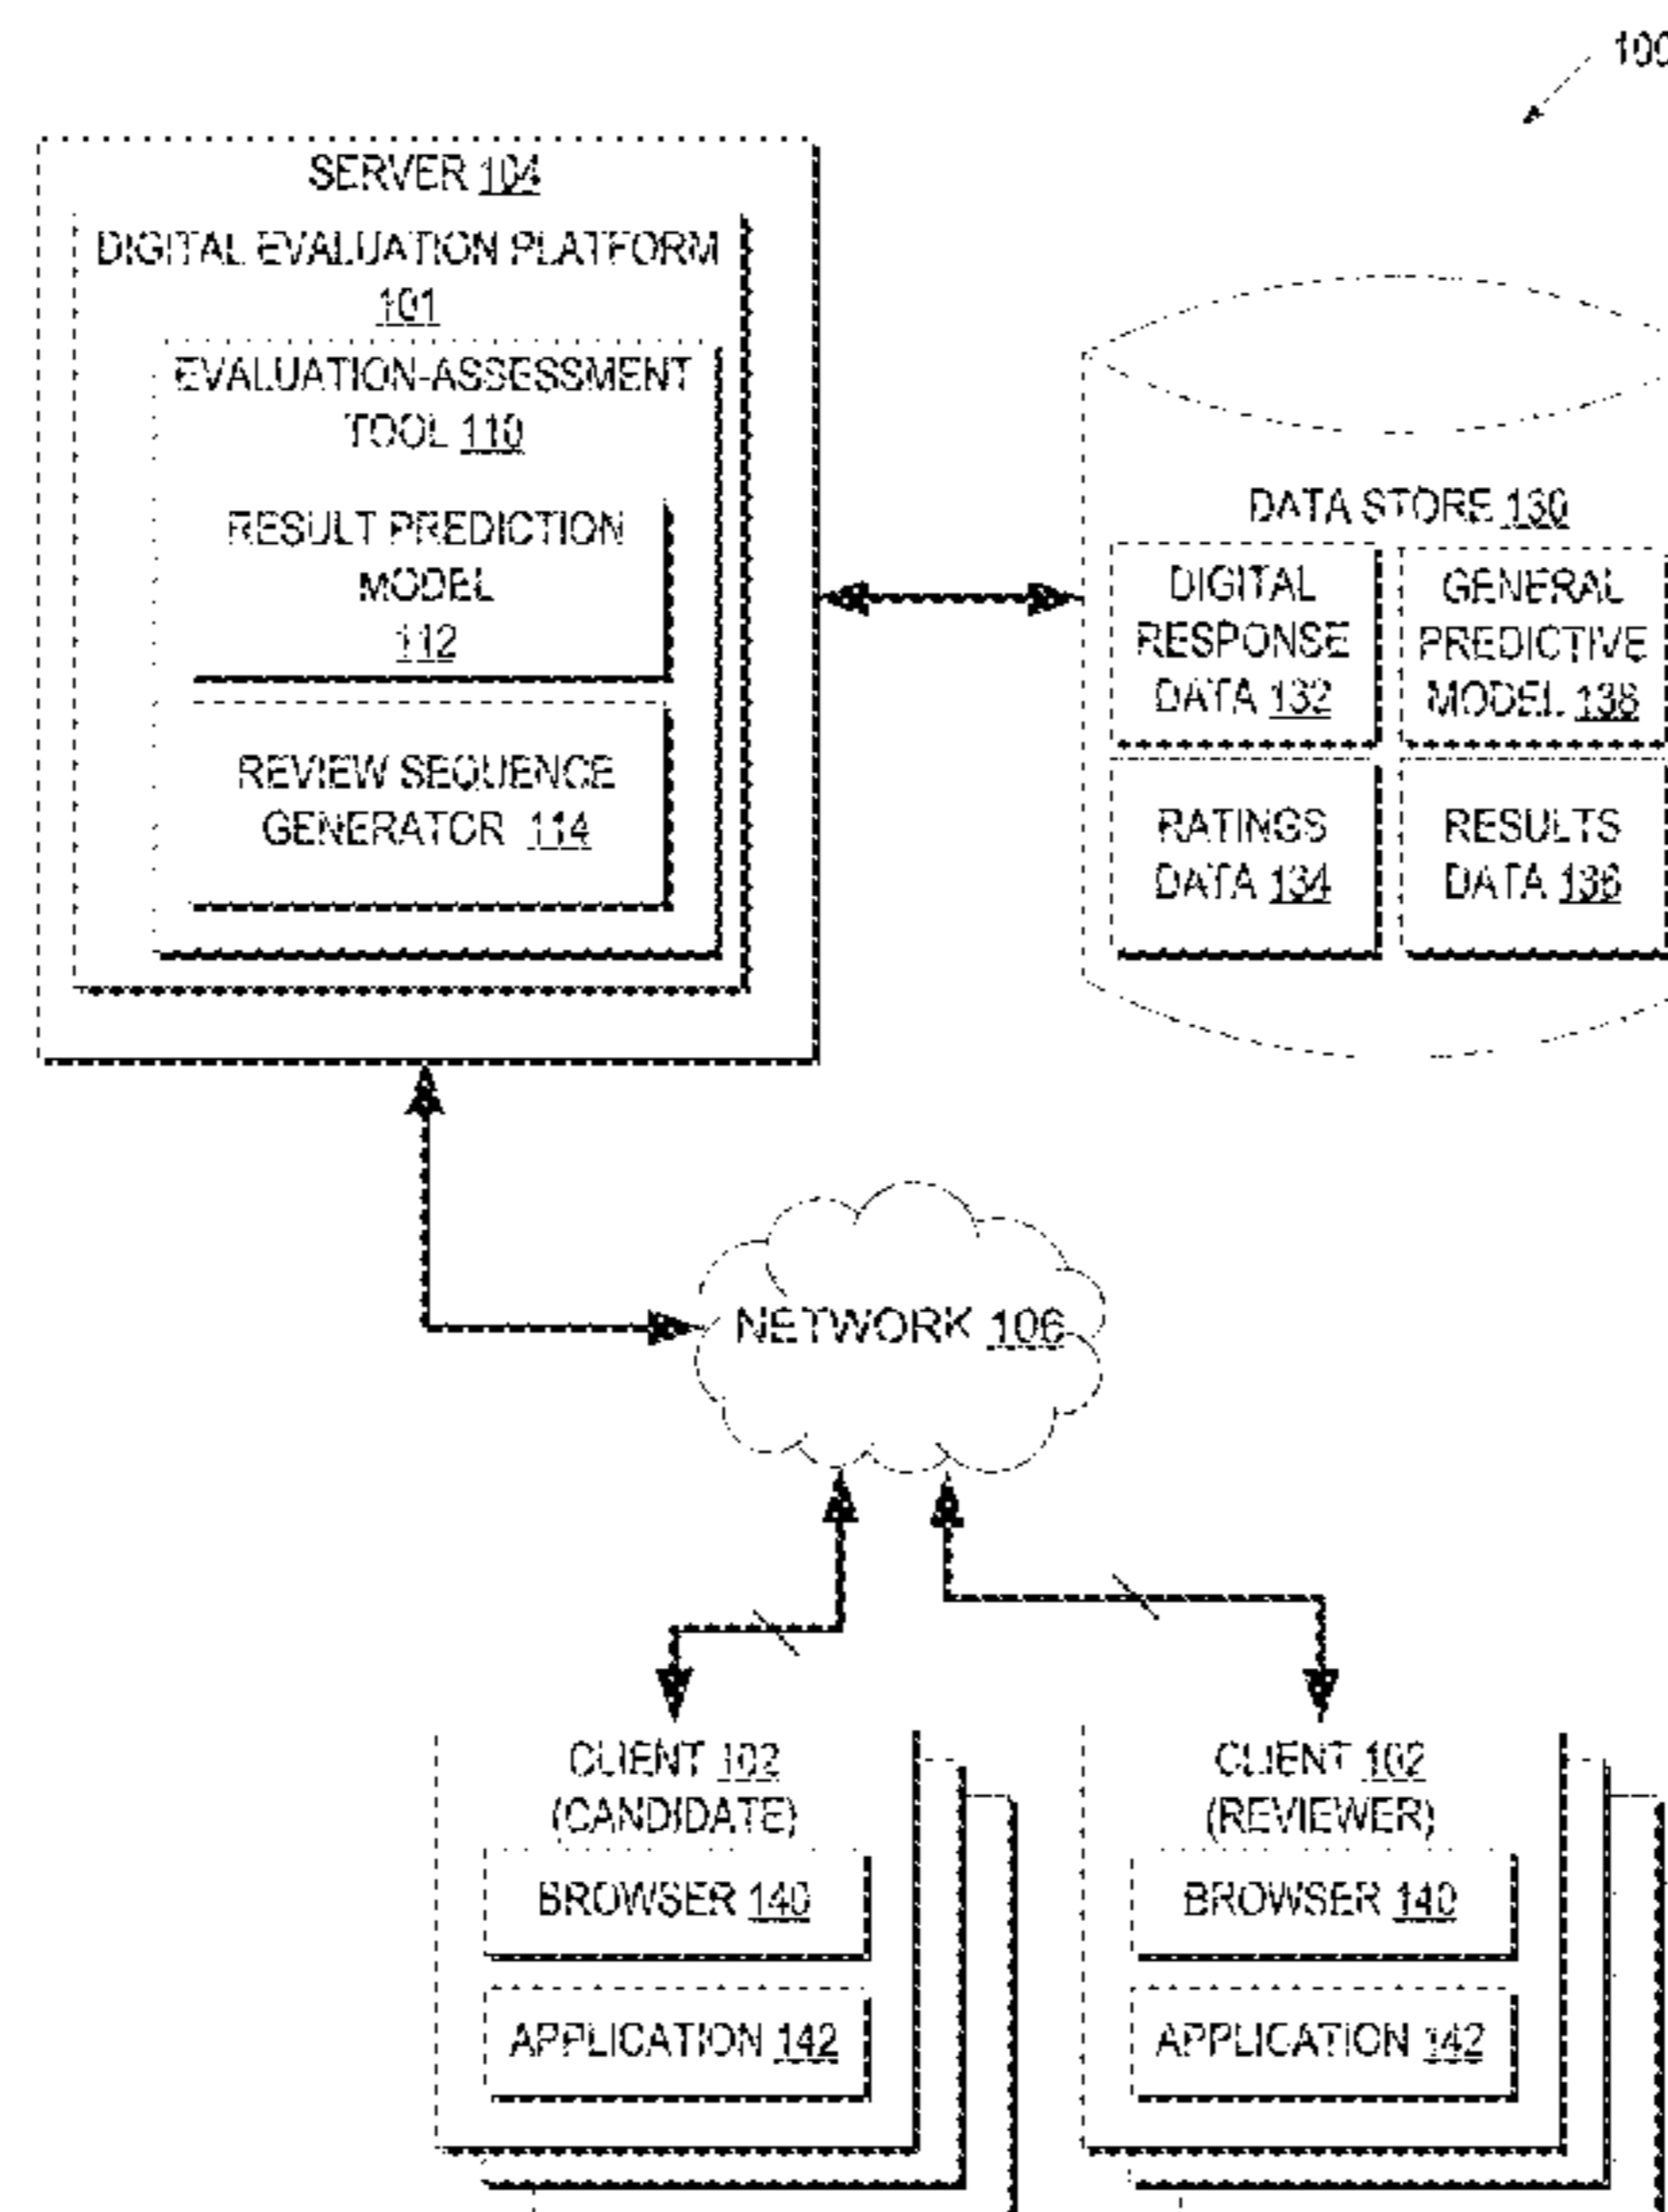 100
SERVER 104
DIGITAL EVALUATION PLATFORM
101
EVALUATION-ASSESSMENT
TOOL 110
RESULT PREDICTION
MODEL
112
REVIEW SEQUENCE
GENERATOR 114
DATA STORE 130
DIGITAL
RESPONSE
DATA 132
GENERAL
PREDICTIVE
MODEL 138
RATINGS
DATA 134
RESULTS
DATA 136
NETWORK 106
CLIENT 102
(CANDIDATE)
BROWSER 140
APPLICATION 142
CLIENT 102
(REVIEWER)
BROWSER 140
APPLICATION 142